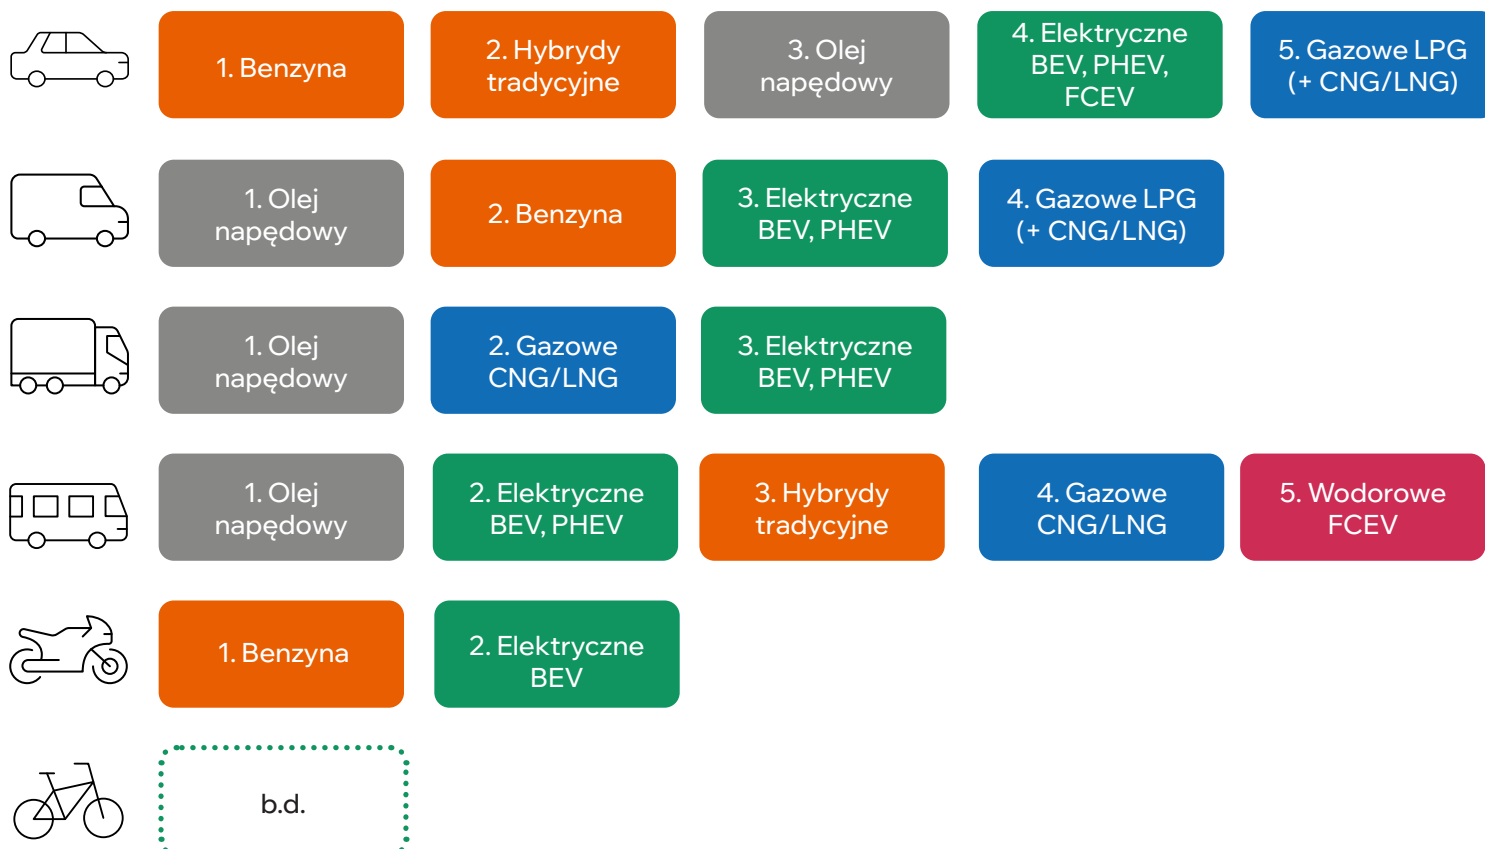 1. Benzyna
2. Hybrydy
tradycyjne
3. Olej
napędowy
4. Elektryczne
BEV, PHEV,
FCEV
5. Gazowe LPG
(+ CNG/LNG)
1. Olej
napędowy
2. Benzyna
3. Elektryczne
BEV, PHEV
4. Gazowe LPG
(+ CNG/LNG)
1. Olej
napędowy
2. Gazowe
CNG/LNG
3. Elektryczne
BEV, PHEV
1. Olej
napędowy
2. Elektryczne
BEV, PHEV
3. Hybrydy
tradycyjne
4. Gazowe
CNG/LNG
5. Wodorowe
FCEV
1. Benzyna
2. Elektryczne
BEV
b.d.